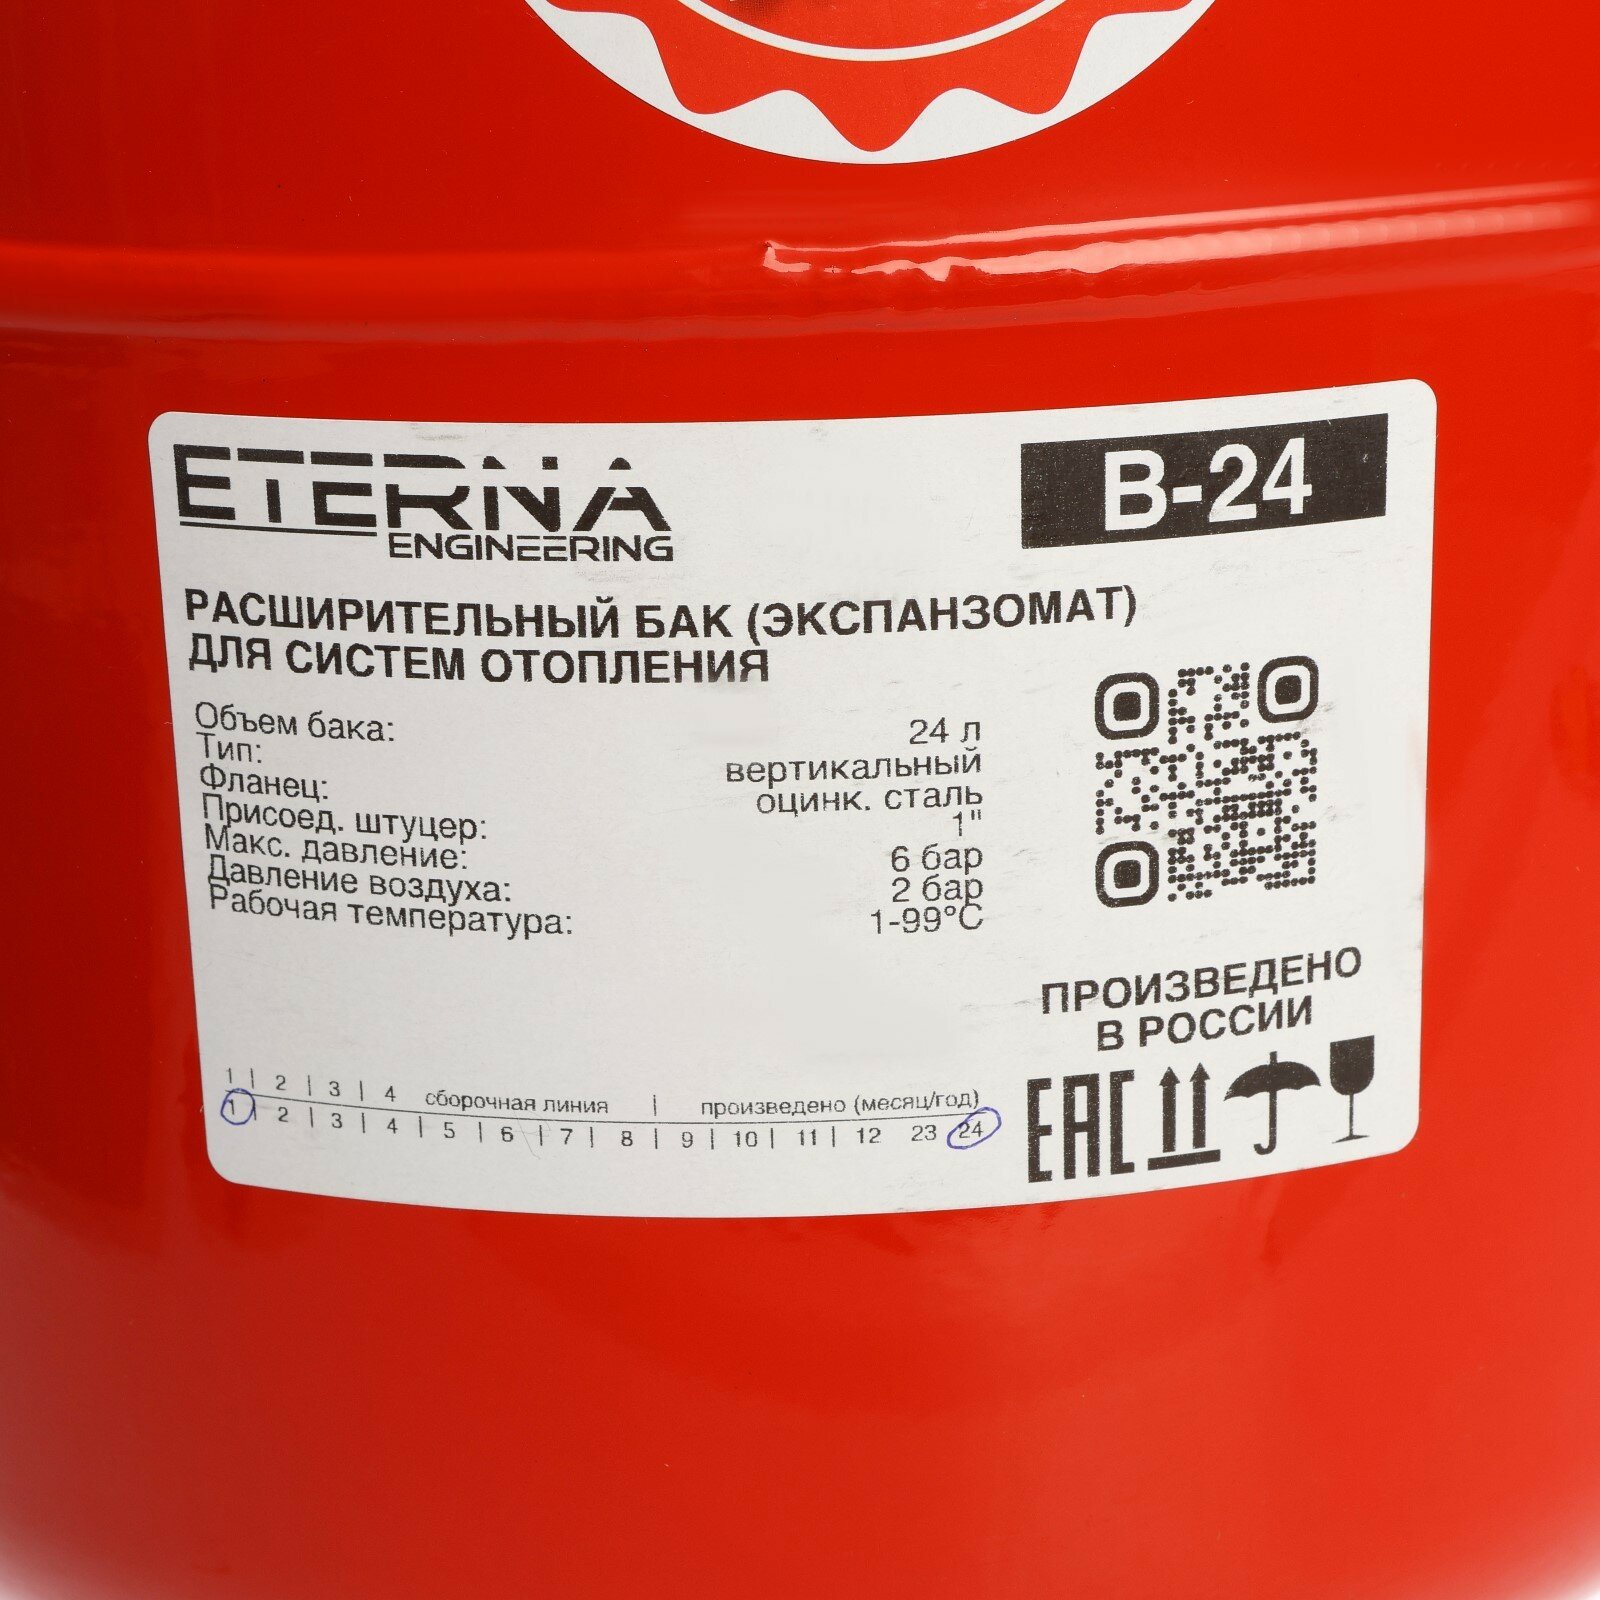 ETERNA
ENGINEERING
В-24
РАСШИРИТЕЛЬНЫЙ БАК (ЭКСПАНЗОМАТ)
ДЛЯ СИСТЕМ ОТОПЛЕНИЯ
Объем бака: 24 л
Тип: вертикальный
Фланец: оцинк. сталь
Присоед. штуцер: 1"
Макс. давление: 6 бар
Давление воздуха: 2 бар
Рабочая температура: 1-99°C
ПРОИЗВЕДЕНО
В РОССИИ
1 | 2 | 3 | 4 сборочная линия | произведено (месяц/год)
1 | 2 | 3 | 4 | 5 | 6 | 7 | 8 | 9 | 10 | 11 | 12 23 24
EAC